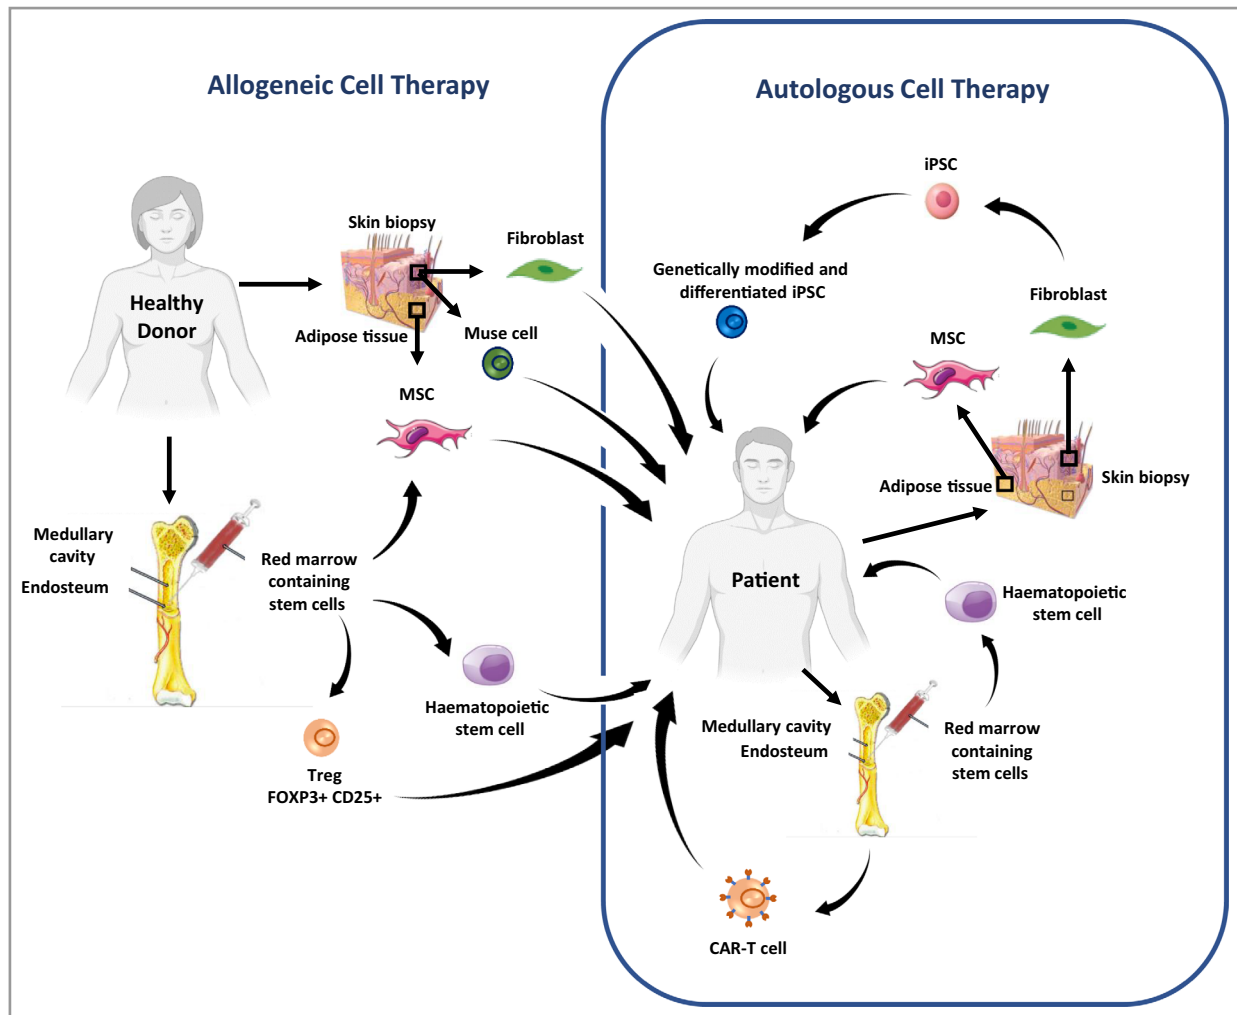 Allogeneic Cell Therapy
Healthy
Donor
Skin biopsy
Adipose tissue
Fibroblast
Muse cell
MSC
Medullary
cavity
Endosteum
Red marrow
containing
stem cells
Haematopoietic
stem cell
Treg
FOXP3+ CD25+
Autologous Cell Therapy
iPSC
Genetically modified and
differentiated iPSC
Fibroblast
MSC
Adipose tissue
Skin biopsy
Patient
Haematopoietic
stem cell
Medullary cavity
Endosteum
Red marrow
containing
stem cells
CAR-T cell